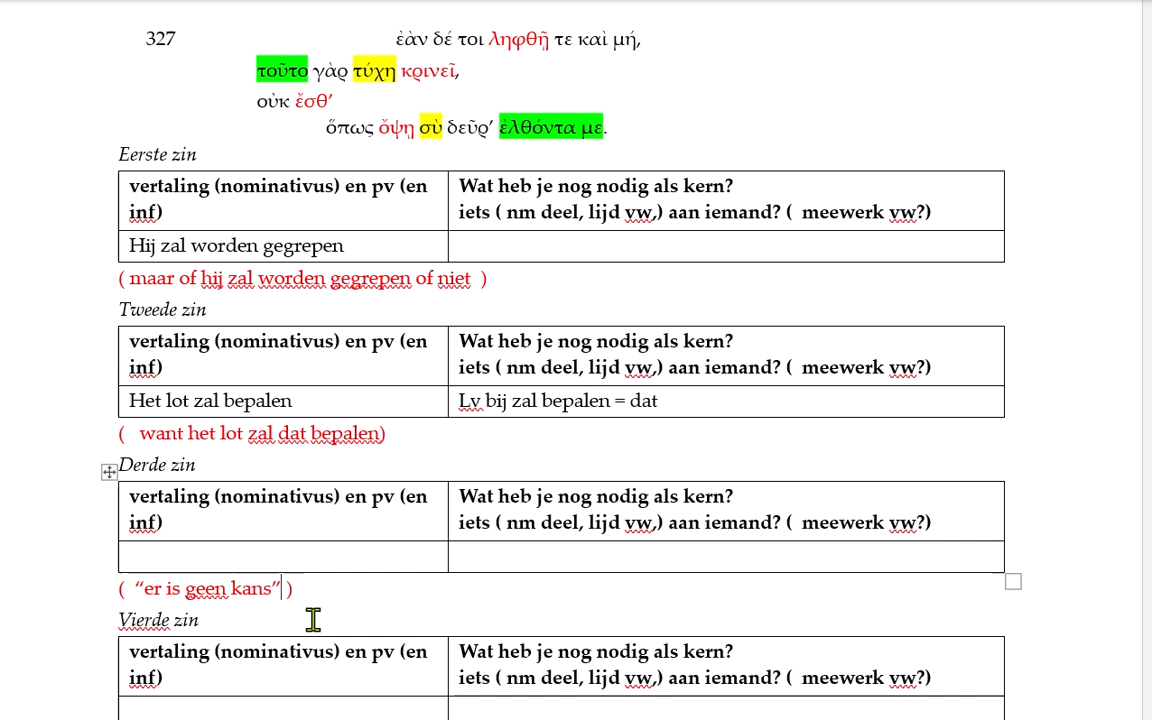 327 ἐὰν δέ τοι ληφθῇ τε καὶ μή,
τοῦτο γὰρ τύχη κρινεῖ,
οὐκ ἔσθ’
ὅπως ὄψῃ σὺ δεῦρ’ ἐλθόντα με.
Eerste zin
vertaling (nominativus) en pv (en inf) Wat heb je nog nodig als kern?
iets ( nm deel, lijd vw,) aan iemand? ( meewerk vw?)
Hij zal worden gegrepen
( maar of hij zal worden gegrepen of niet )
Tweede zin
vertaling (nominativus) en pv (en inf) Wat heb je nog nodig als kern?
iets ( nm deel, lijd vw,) aan iemand? ( meewerk vw?)
Het lot zal bepalen Lv bij zal bepalen = dat
( want het lot zal dat bepalen)
Derde zin
vertaling (nominativus) en pv (en inf) Wat heb je nog nodig als kern?
iets ( nm deel, lijd vw,) aan iemand? ( meewerk vw?)
( “er is geen kans” )
Vierde zin
vertaling (nominativus) en pv (en inf) Wat heb je nog nodig als kern?
iets ( nm deel, lijd vw,) aan iemand? ( meewerk vw?)